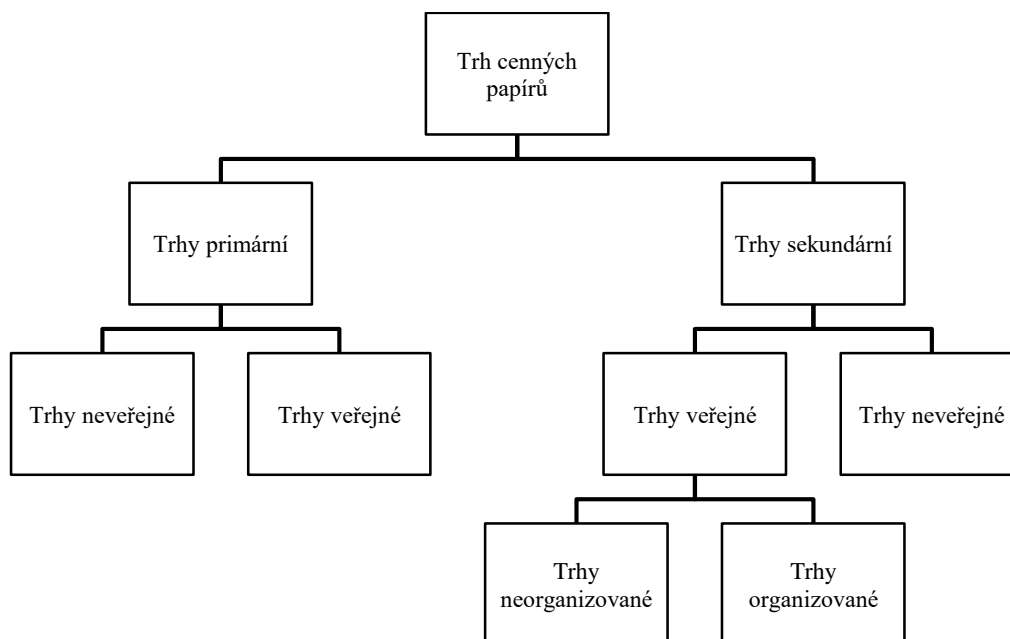 Trh cenných
papírů
Trhy primární
Trhy sekundární
Trhy neveřejné
Trhy veřejné
Trhy veřejné
Trhy neveřejné
Trhy
neorganizované
Trhy
organizované